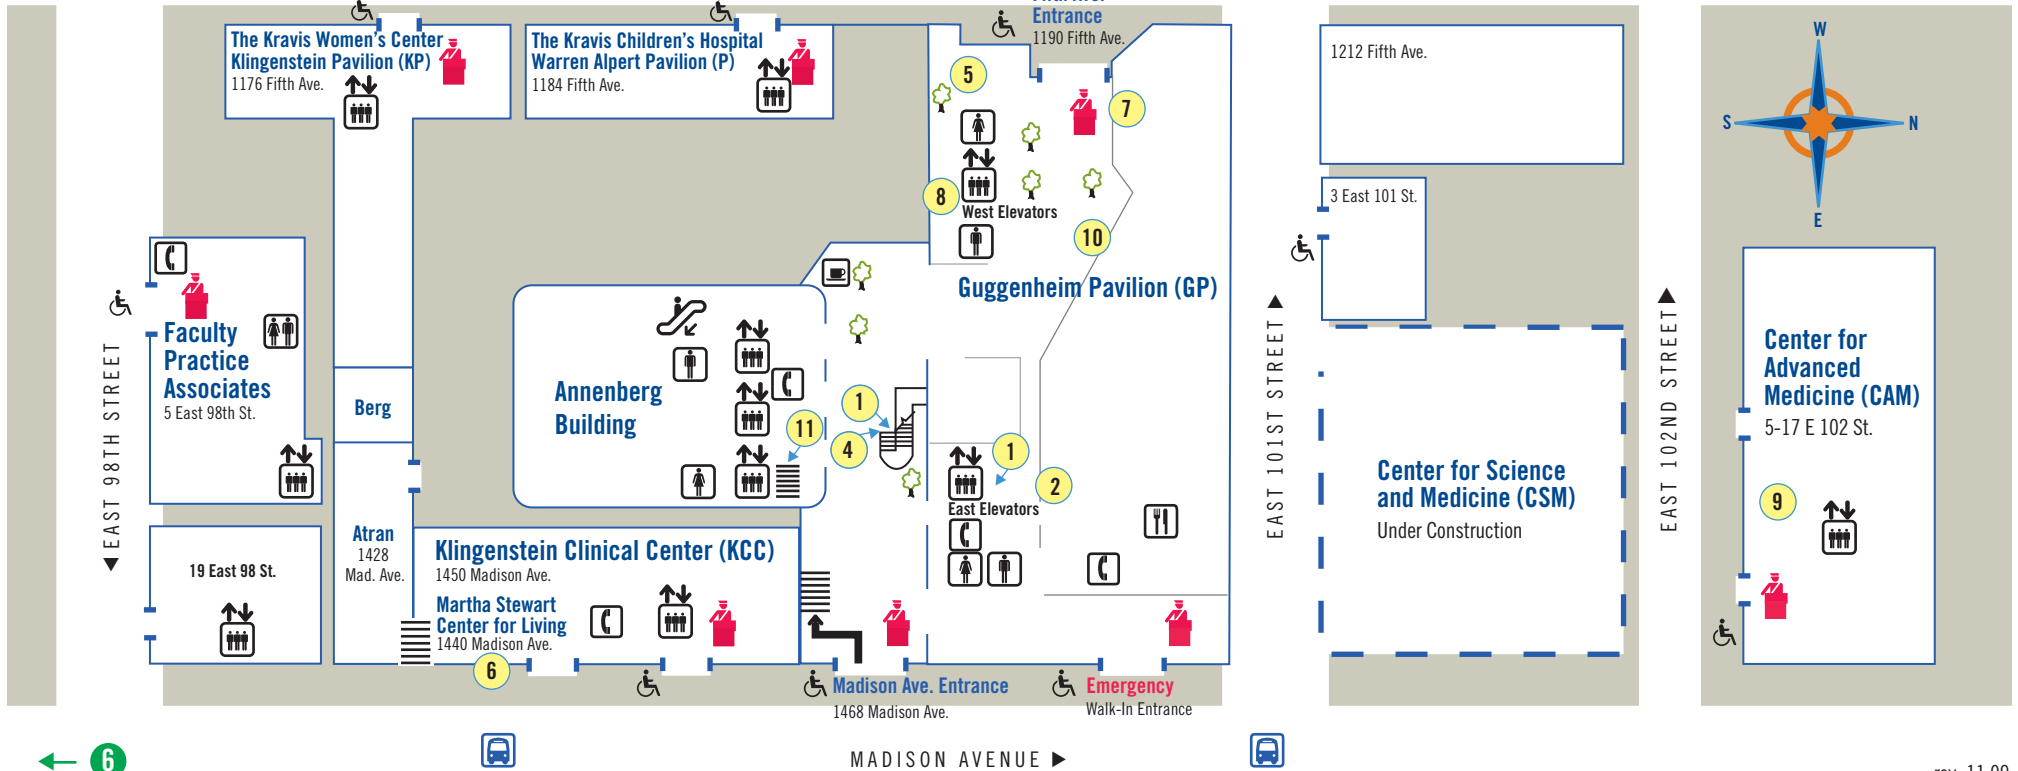 The Kravis Women's Center
Klingenstein Pavilion (KP)
1176 Fifth Ave.
The Kravis Children's Hospital
Warren Alpert Pavilion (P)
1184 Fifth Ave.
Entrance
1190 Fifth Ave.
5
7
8
West Elevators
10
Guggenheim Pavilion (GP)
1212 Fifth Ave.
3 East 101 St.
W
S
N
E
Faculty
Practice
Associates
5 East 98th St.
EAST 98TH STREET
19 East 98 St.
Berg
Atran
1428
Mad. Ave.
Annenberg
Building
11
1
4
1
2
East Elevators
Klingenstein Clinical Center (KCC)
1450 Madison Ave.
Martha Stewart
Center for Living
1440 Madison Ave.
6
Madison Ave. Entrance
1468 Madison Ave.
Emergency
Walk-In Entrance
EAST 101ST STREET
Center for Science
and Medicine (CSM)
Under Construction
EAST 102ND STREET
Center for
Advanced
Medicine (CAM)
5-17 E 102 St.
9
6
MADISON AVENUE
rev. 11.09